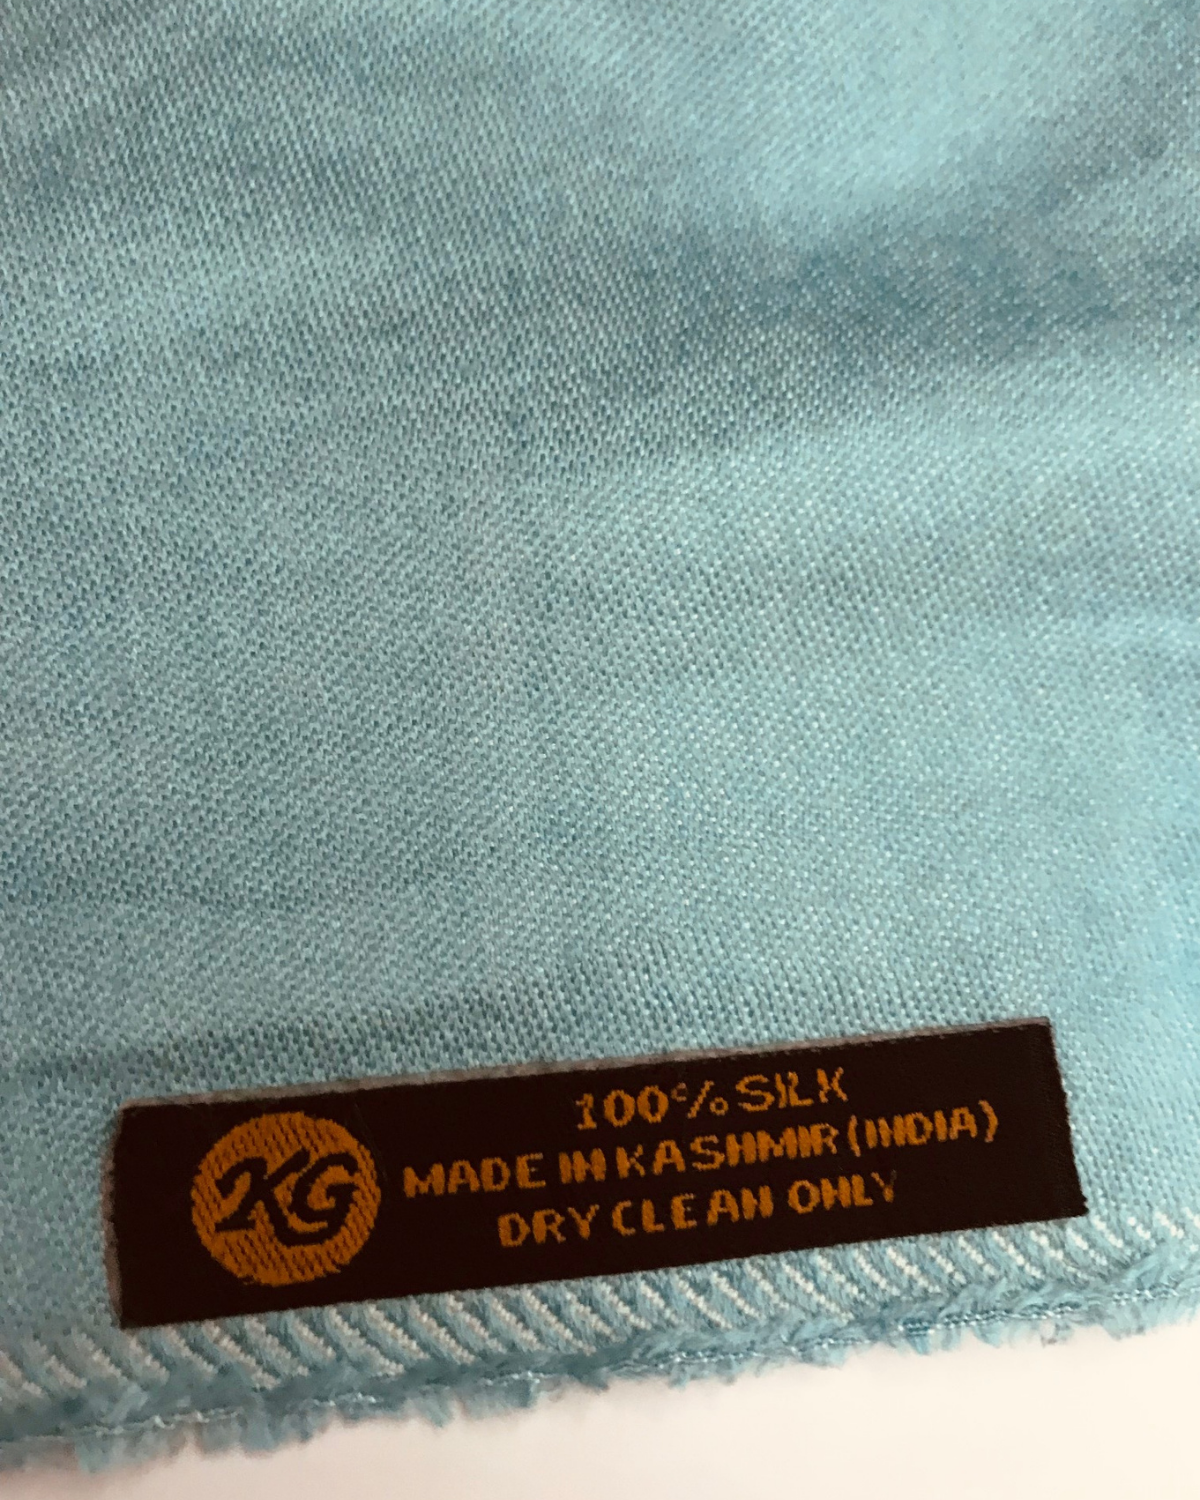 KG
100% SILK
MADE IN KASHMIR (INDIA)
DRY CLEAN ONLY